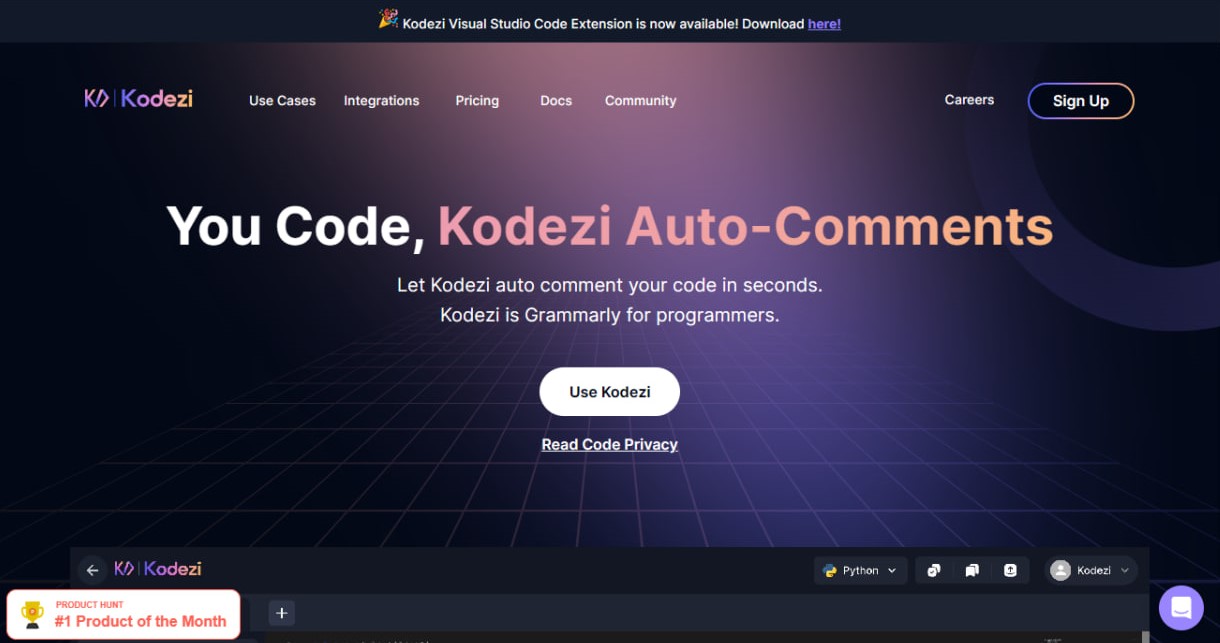 Kodezi Visual Studio Code Extension is now available! Download here!
Kodezi
Use Cases
Integrations
Pricing
Docs
Community
Careers
Sign Up
You Code, Kodezi Auto-Comments
Let Kodezi auto comment your code in seconds.
Kodezi is Grammarly for programmers.
Use Kodezi
Read Code Privacy
Kodezi
Python
Kodezi
PRODUCT HUNT
#1 Product of the Month